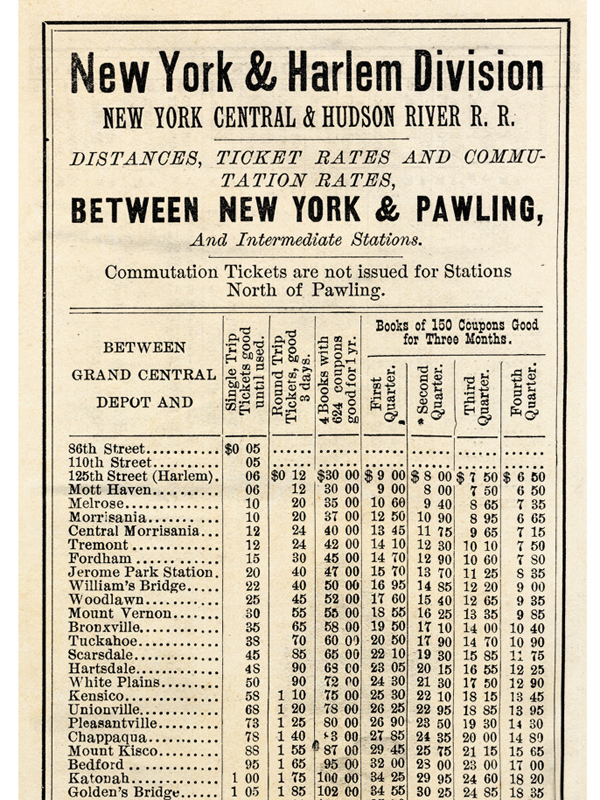 New York & Harlem Division
NEW YORK CENTRAL & HUDSON RIVER R. R.
DISTANCES, TICKET RATES AND COMMU-
TATION RATES,
BETWEEN NEW YORK & PAWLING,
And Intermediate Stations.
Commutation Tickets are not issued for Stations
North of Pawling.
BETWEEN
GRAND CENTRAL
DEPOT AND
Single Trip
Tickets good
until used.
Round Trip
Tickets, good
3 days.
4 Books with
624 coupons
good for 1 yr.
Books of 150 Coupons Good
for Three Months.
First
Quarter.
Second
Quarter.
Third
Quarter.
Fourth
Quarter.
86th Street........... $0 05 ...... ...... ...... ...... ...... ......
110th Street.......... 05 ...... ...... ...... ...... ...... ......
125th Street (Harlem). 06 $0 12 $30 00 $ 9 00 $ 8 00 $ 7 50 $ 6 50
Mott Haven........... 06 12 30 00 9 00 8 00 7 50 6 50
Melrose............... 10 20 35 00 10 60 9 40 8 65 7 35
Morrisania............ 10 20 37 00 12 50 10 90 8 95 6 65
Central Morrisania... 12 24 40 00 13 45 11 75 9 65 7 15
Tremont.............. 12 24 42 00 14 10 12 30 10 10 7 50
Fordham.............. 15 30 45 00 14 70 12 90 10 60 7 80
Jerome Park Station. 20 40 47 00 15 70 13 70 11 25 8 35
William's Bridge...... 22 40 50 00 16 95 14 85 12 20 9 00
Woodlawn............ 25 45 52 00 17 60 15 40 12 65 9 35
Mount Vernon........ 30 55 55 00 18 55 16 25 13 35 9 85
Bronxville............. 35 65 58 00 19 50 17 10 14 00 10 40
Tuckahoe............. 38 70 60 00 20 50 17 90 14 70 10 90
Scarsdale............. 45 85 65 00 22 10 19 30 15 85 11 75
Hartsdale............. 48 90 68 00 23 05 20 15 16 55 12 25
White Plains.......... 50 90 72 00 24 30 21 30 17 50 12 90
Kensico............... 58 1 10 75 00 25 30 22 10 18 15 13 45
Unionville............. 68 1 20 78 00 26 25 22 95 18 85 13 95
Pleasantville.......... 73 1 25 80 00 26 90 23 50 19 30 14 30
Chappaqua........... 78 1 40 83 00 27 85 24 35 20 00 14 80
Mount Kisco.......... 88 1 55 87 00 29 45 25 75 21 15 15 65
Bedford .............. 95 1 65 95 00 32 00 28 00 23 00 17 00
Katonah.............. 1 00 1 75 100 00 34 25 29 95 24 60 18 20
Golden's Bridge....... 1 05 1 85 102 00 34 55 30 25 24 85 18 35